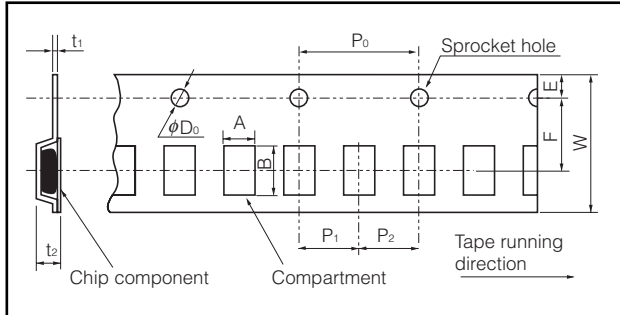 t1
P0
Sprocket hole
E
A
F
W
ϕD0
B
t2
P1
P2
Tape running
direction
Chip component
Compartment